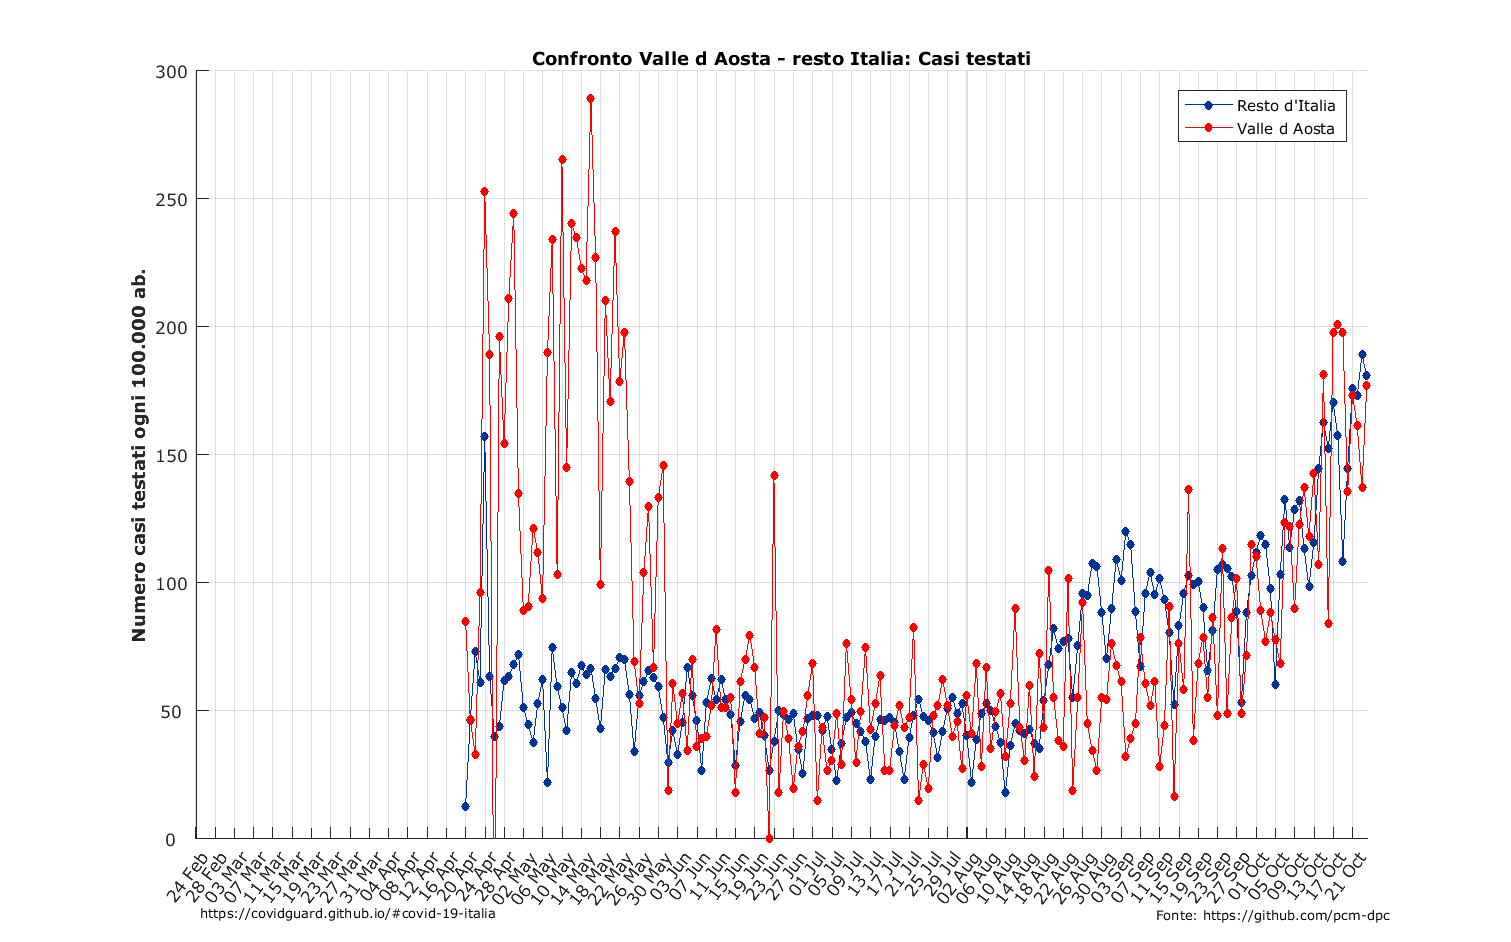 Confronto Valle d Aosta - resto Italia: Casi testati
Resto d'Italia
Valle d Aosta
Numero casi testati ogni 100.000 ab.
300
250
200
150
100
50
0
24 Feb
28 Feb
03 Mar
07 Mar
11 Mar
15 Mar
19 Mar
23 Mar
27 Mar
31 Mar
04 Apr
08 Apr
12 Apr
16 Apr
20 Apr
24 Apr
28 Apr
02 May
06 May
10 May
14 May
18 May
22 May
26 May
30 May
03 Jun
07 Jun
11 Jun
15 Jun
19 Jun
23 Jun
27 Jun
01 Jul
05 Jul
09 Jul
13 Jul
17 Jul
21 Jul
25 Jul
29 Jul
02 Aug
06 Aug
10 Aug
14 Aug
18 Aug
22 Aug
26 Aug
30 Aug
03 Sep
07 Sep
11 Sep
15 Sep
19 Sep
23 Sep
27 Sep
01 Oct
05 Oct
09 Oct
13 Oct
17 Oct
21 Oct
https://covidguard.github.io/#covid-19-italia
Fonte: https://github.com/pcm-dpc